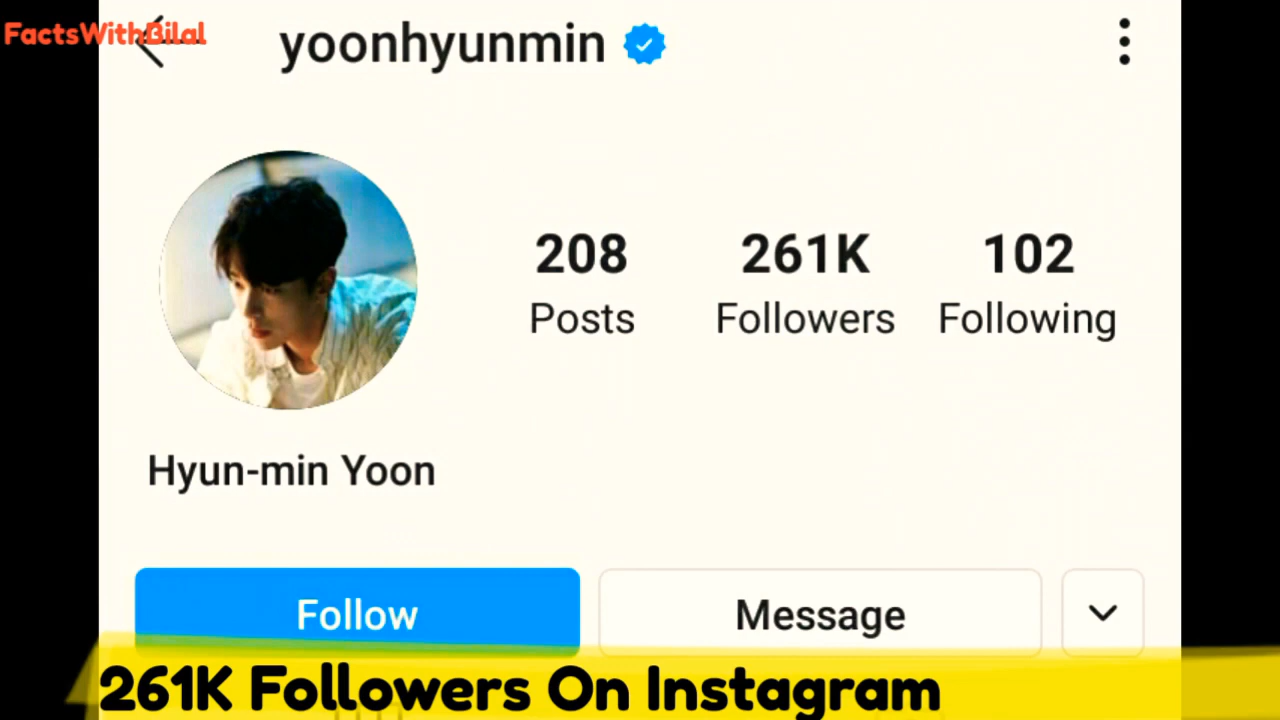 FactsWithBilal
yoonhyunmin
208 261K 102
Posts Followers Following
Hyun-min Yoon
Follow Message
261K Followers On Instagram